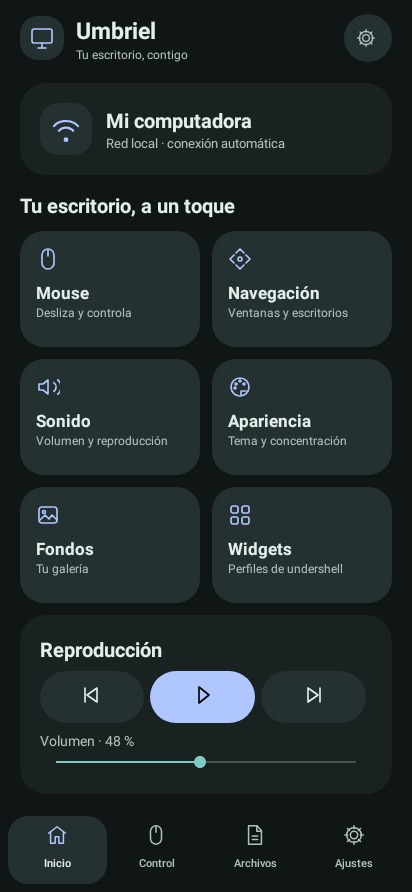 Umbriel
Tu escritorio, contigo
Mi computadora
Red local · conexión automática
Tu escritorio, a un toque
Mouse
Desliza y controla
Navegación
Ventanas y escritorios
Sonido
Volumen y reproducción
Apariencia
Tema y concentración
Fondos
Tu galería
Widgets
Perfiles de undershell
Reproducción
Volumen · 48 %
Inicio
Control
Archivos
Ajustes